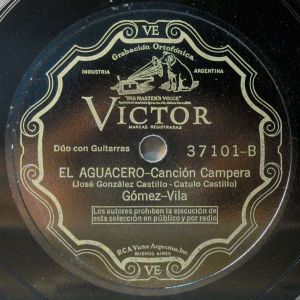 VE
Grabación Ortofónica
INDUSTRIA ARGENTINA
"HIS MASTER'S VOICE"
VICTOR
MARCAS REGISTRADAS
Dúo con Guitarras 37101-B
EL AGUACERO-Canción Campera
(José González Castillo - Catulo Castillo)
Gómez-Vila
Los autores prohiben la ejecución de
esta selección en público y por radio
RCA Victor Argentina, Inc.
BUENOS AIRES
VE